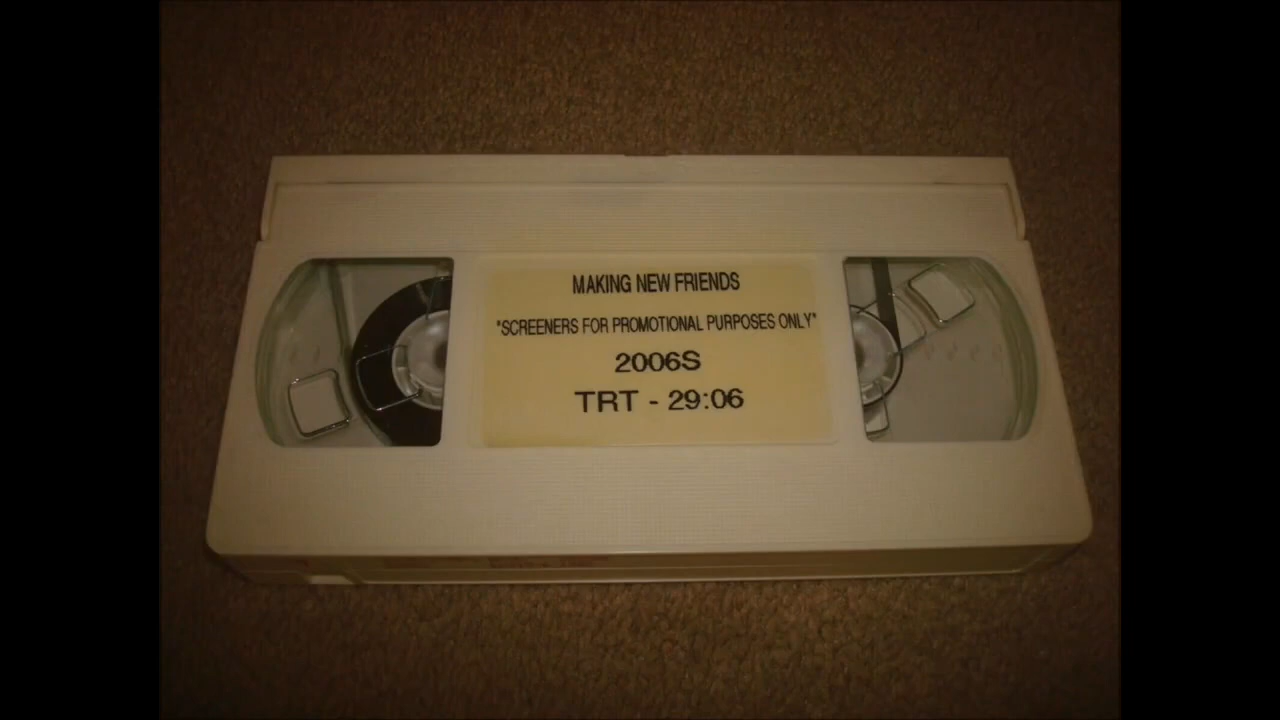 MAKING NEW FRIENDS
"SCREENERS FOR PROMOTIONAL PURPOSES ONLY"
2006S
TRT - 29:06